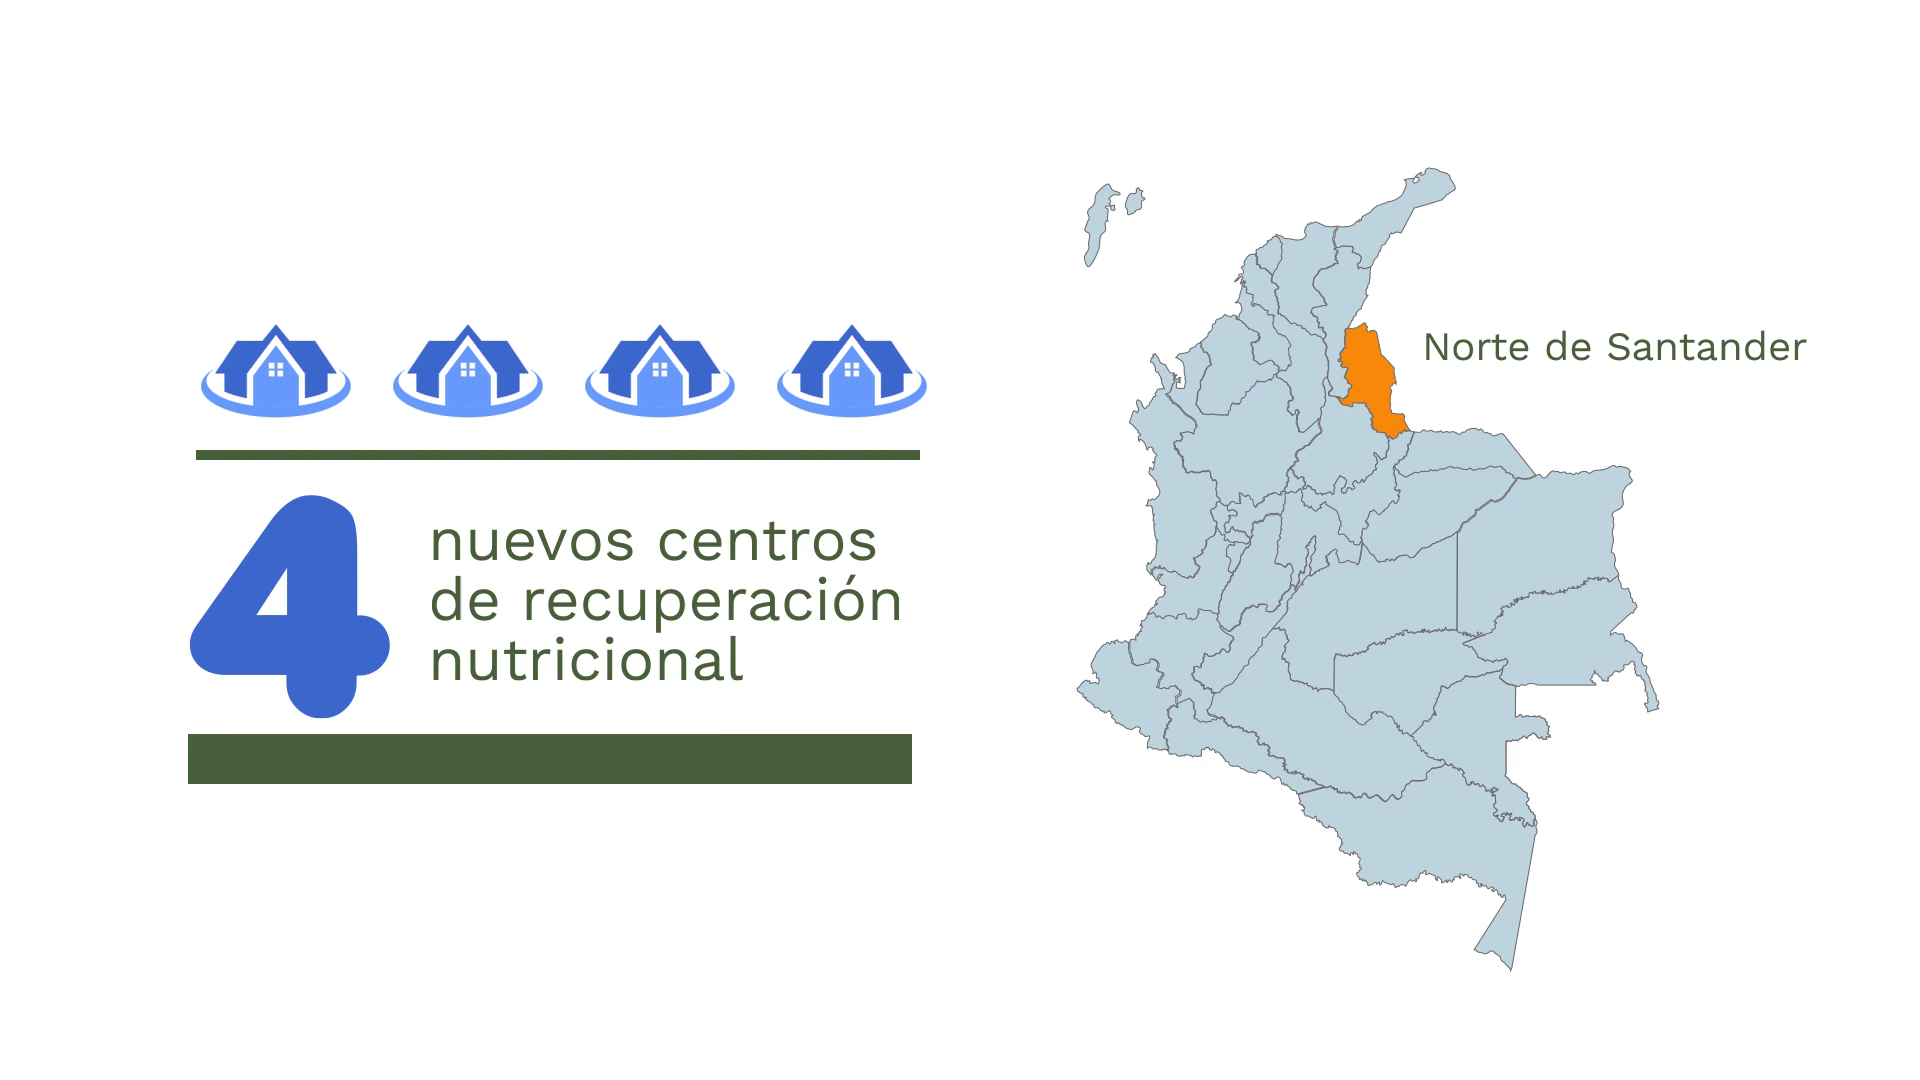 4
nuevos centros
de recuperación
nutricional
Norte de Santander